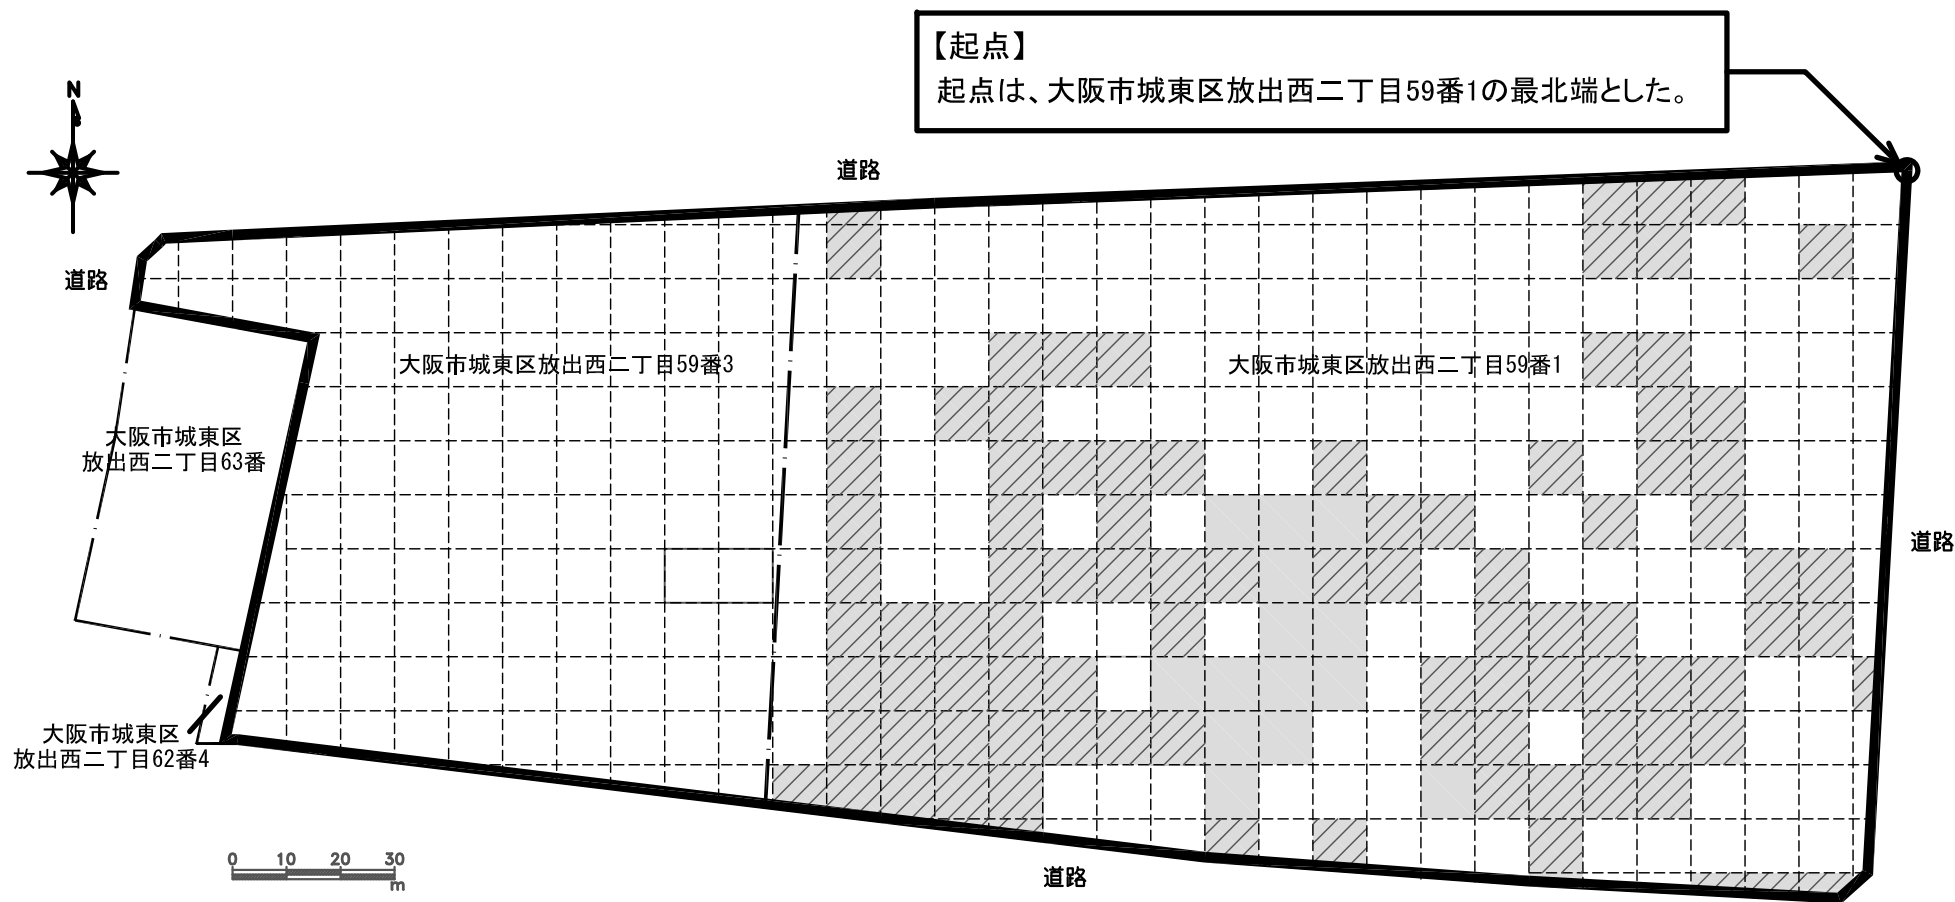 【起点】
起点は、大阪市城東区放出西二丁目59番1の最北端とした。
N
道路
道路
大阪市城東区放出西二丁目59番3
大阪市城東区放出西二丁目59番1
大阪市城東区
放出西二丁目63番
道路
大阪市城東区
放出西二丁目62番4
0 10 20 30
m
道路